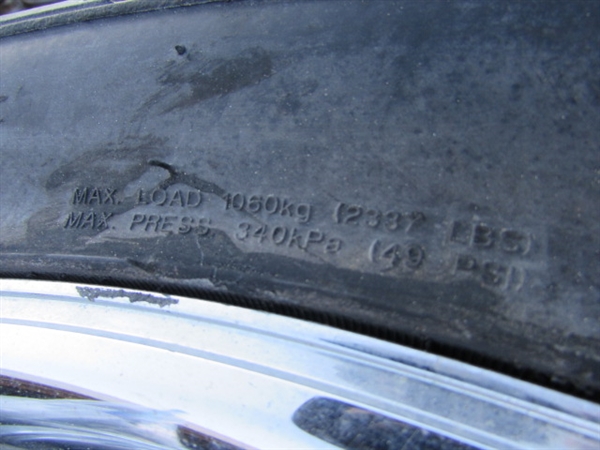 MAX. LOAD 1060kg (2337 LBS)
MAX. PRESS. 340kPa (49 PSI)